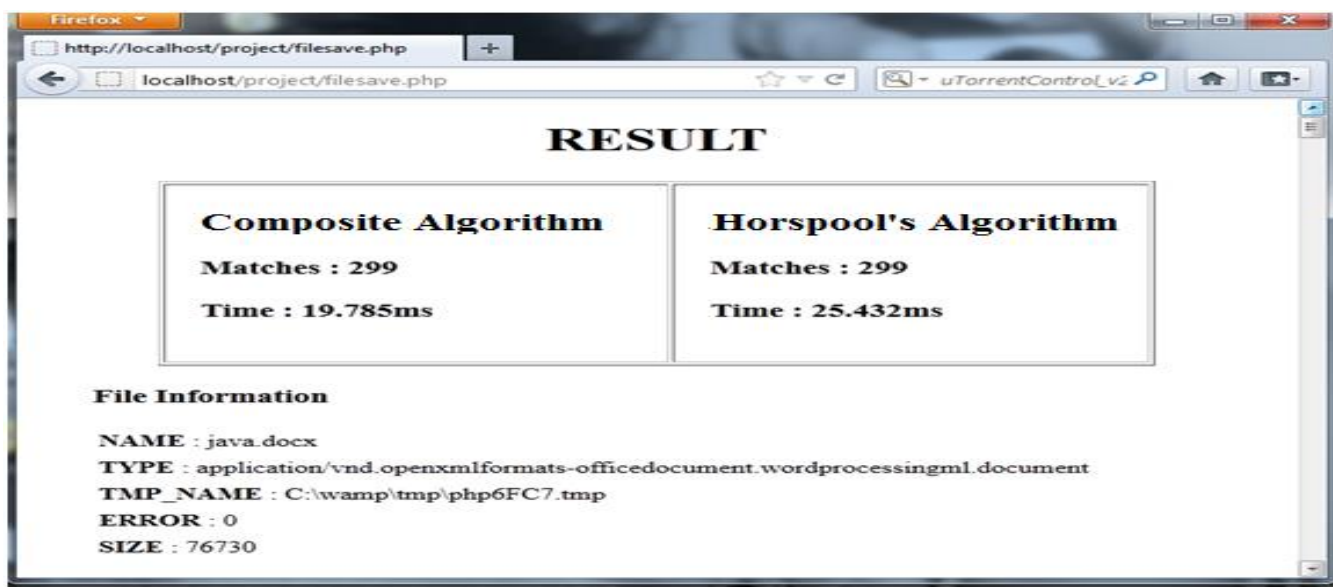 Firefox
http://localhost/project/filesave.php
localhost/project/filesave.php
uTorrentControl_v2
RESULT
Composite Algorithm
Matches : 299
Time : 19.785ms
Horspool's Algorithm
Matches : 299
Time : 25.432ms
File Information
NAME : java.docx
TYPE : application/vnd.openxmlformats-officedocument.wordprocessingml.document
TMP_NAME : C:\wamp\tmp\php6FC7.tmp
ERROR : 0
SIZE : 76730